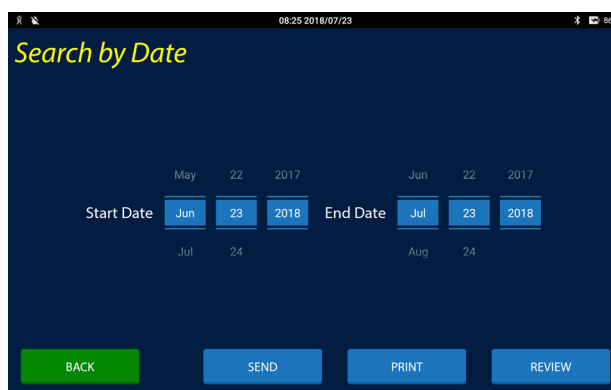 08:25 2018/07/23 86
Search by Date
May 22 2017 Jun 22 2017
Start Date Jun 23 2018 End Date Jul 23 2018
Jul 24 Aug 24
BACK SEND PRINT REVIEW